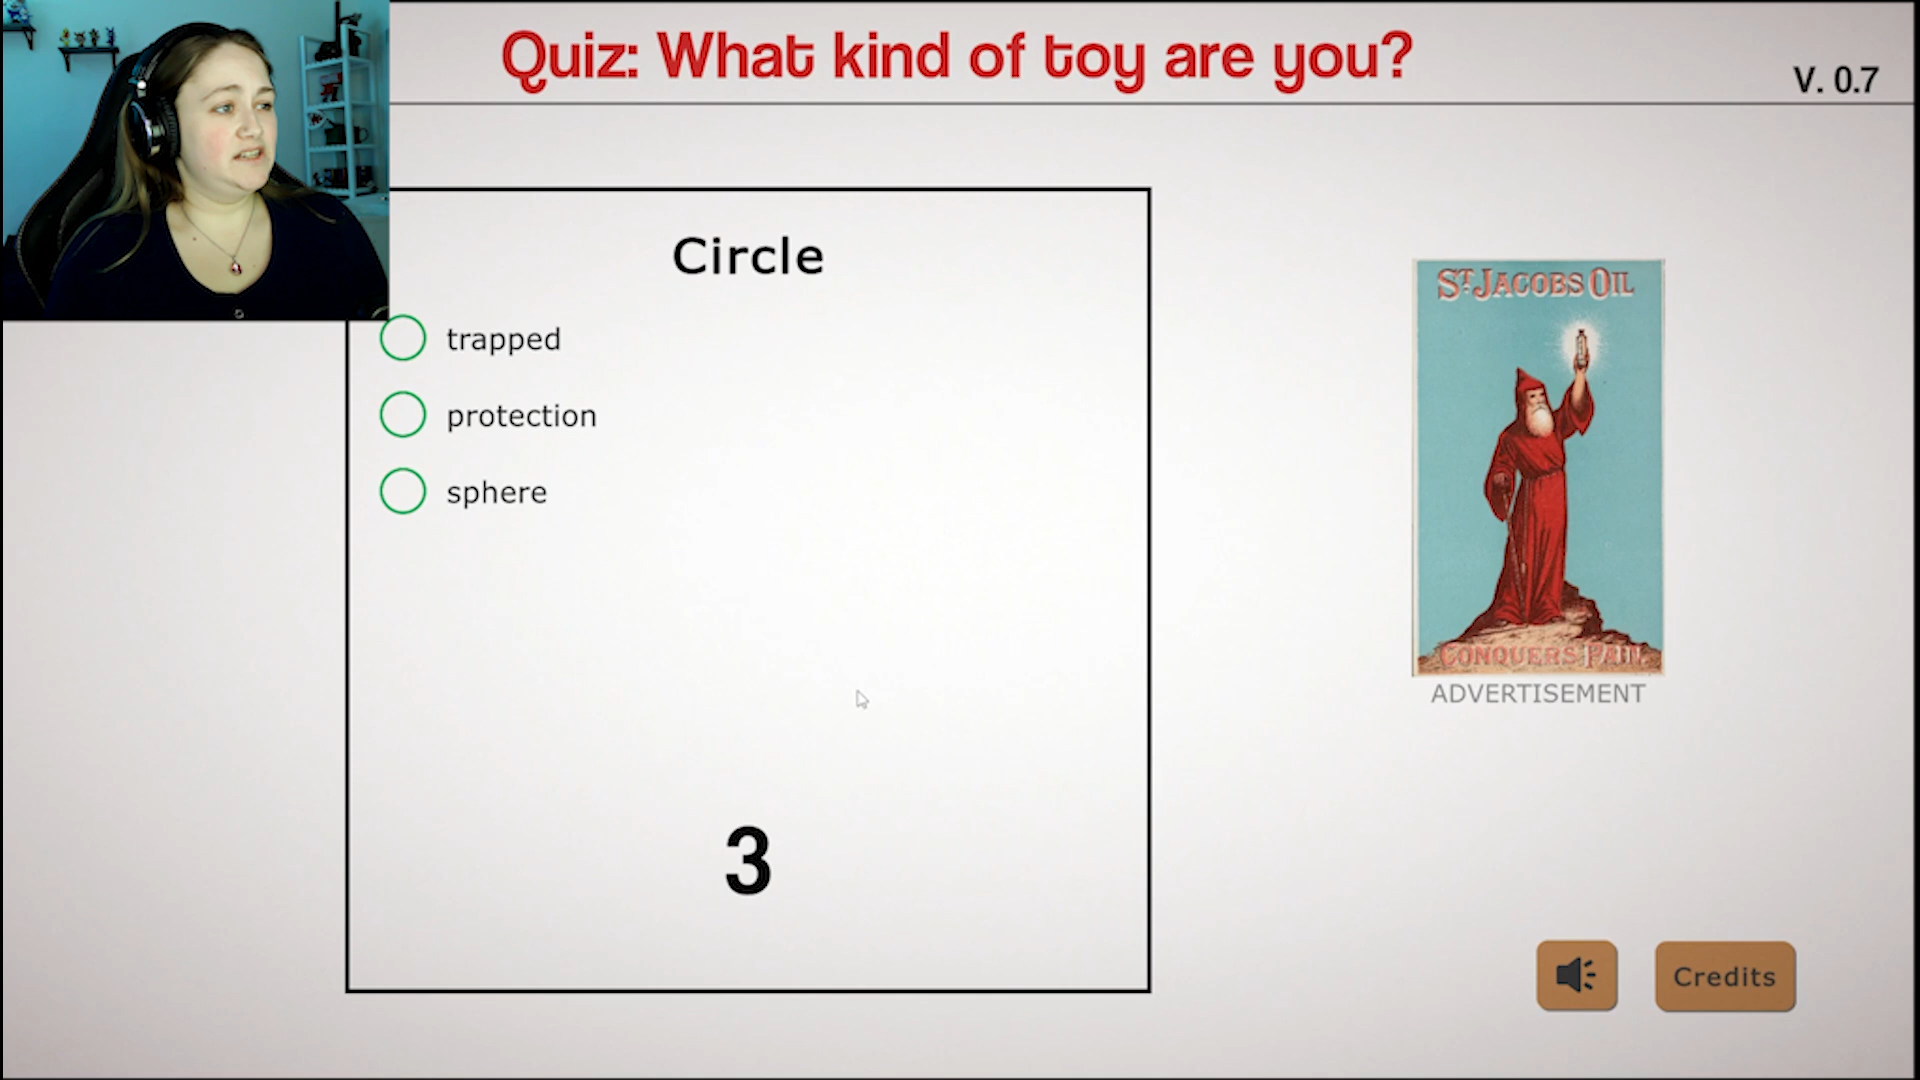 Quiz: What kind of toy are you?
V. 0.7
Circle
trapped
protection
sphere
3
ST JACOBS OIL
CONQUERS PAIN
ADVERTISEMENT
Credits